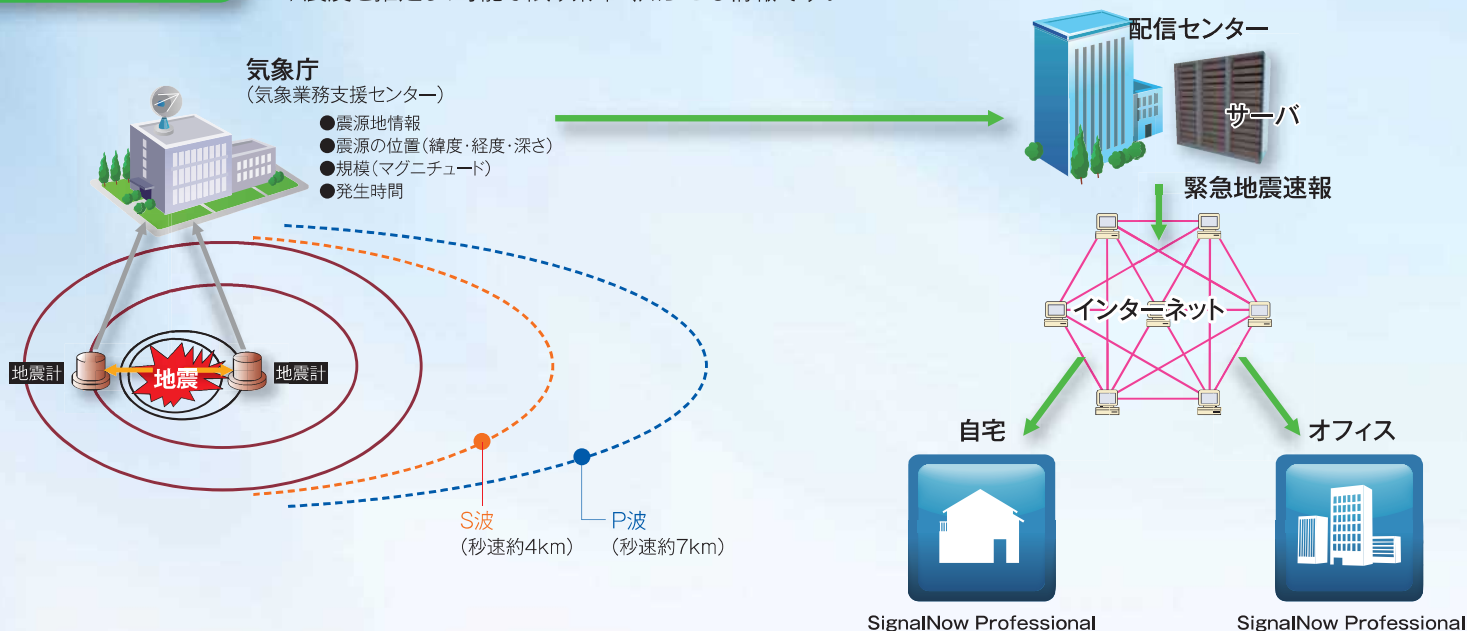 気象庁
(気象業務支援センター)
●震源地情報
●震源の位置(緯度・経度・深さ)
●規模(マグニチュード)
●発生時間
配信センター
サーバ
緊急地震速報
インターネット
地震計
地震
地震計
S波
(秒速約4km)
P波
(秒速約7km)
自宅
オフィス
SignalNow Professional
SignalNow Professional